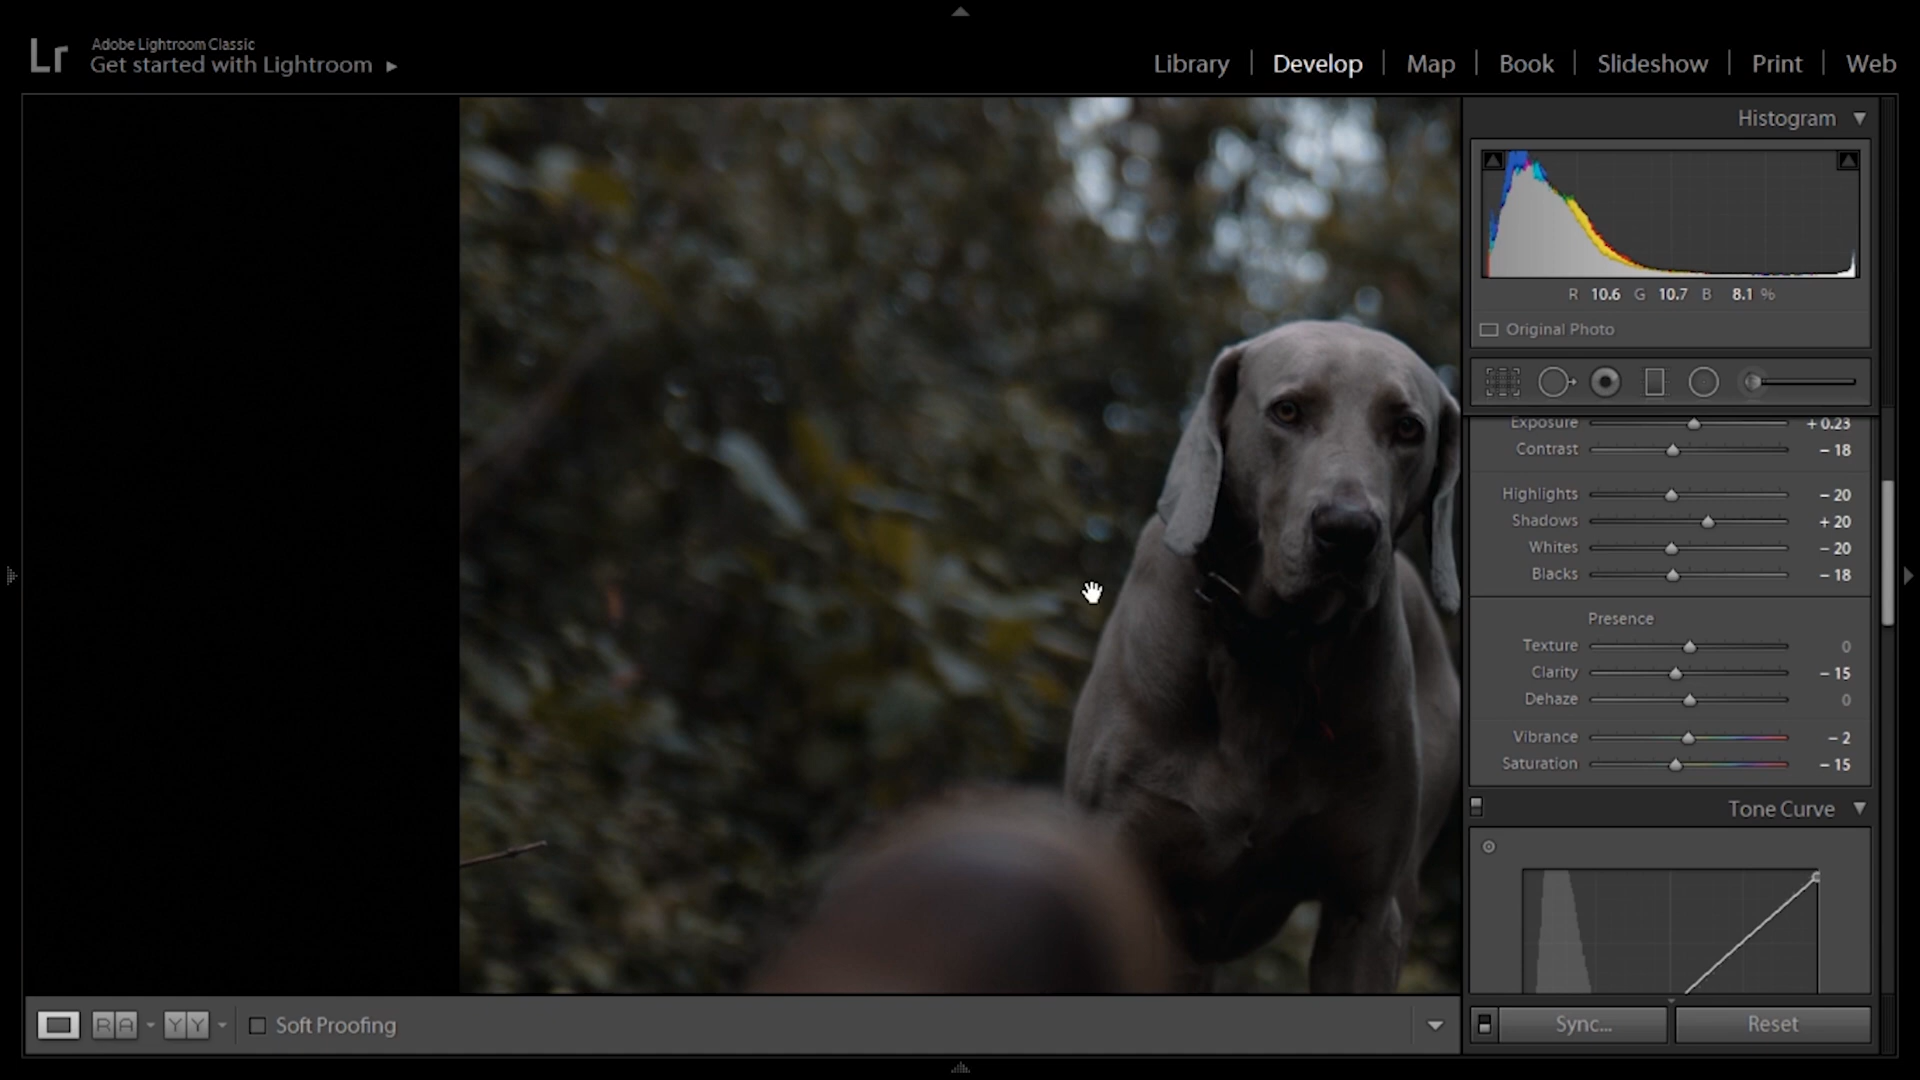 Lr
Adobe Lightroom Classic
Get started with Lightroom
Library | Develop | Map | Book | Slideshow | Print | Web
Histogram
R 10.6 G 10.7 B 8.1 %
Original Photo
Exposure + 0.23
Contrast − 18
Highlights − 20
Shadows + 20
Whites − 20
Blacks − 18
Presence
Texture 0
Clarity − 15
Dehaze 0
Vibrance − 2
Saturation − 15
Tone Curve
R A Y Y Soft Proofing
Sync... Reset